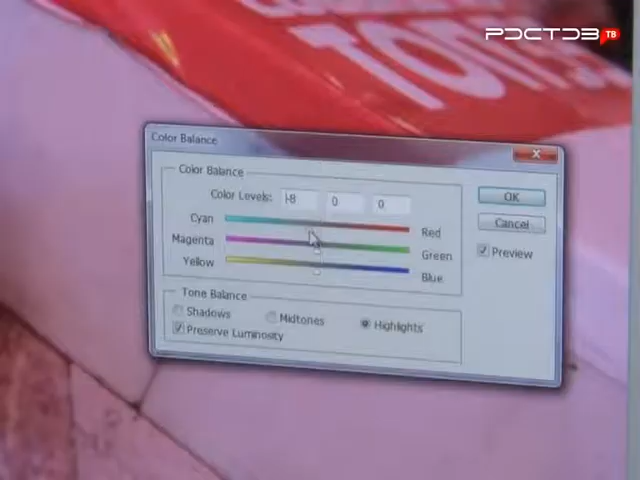 РОСТОВ ТВ
Color Balance
Color Balance
Color Levels: -8 0 0
Cyan Red
Magenta Green
Yellow Blue
Tone Balance
Shadows Midtones Highlights
Preserve Luminosity
OK
Cancel
Preview